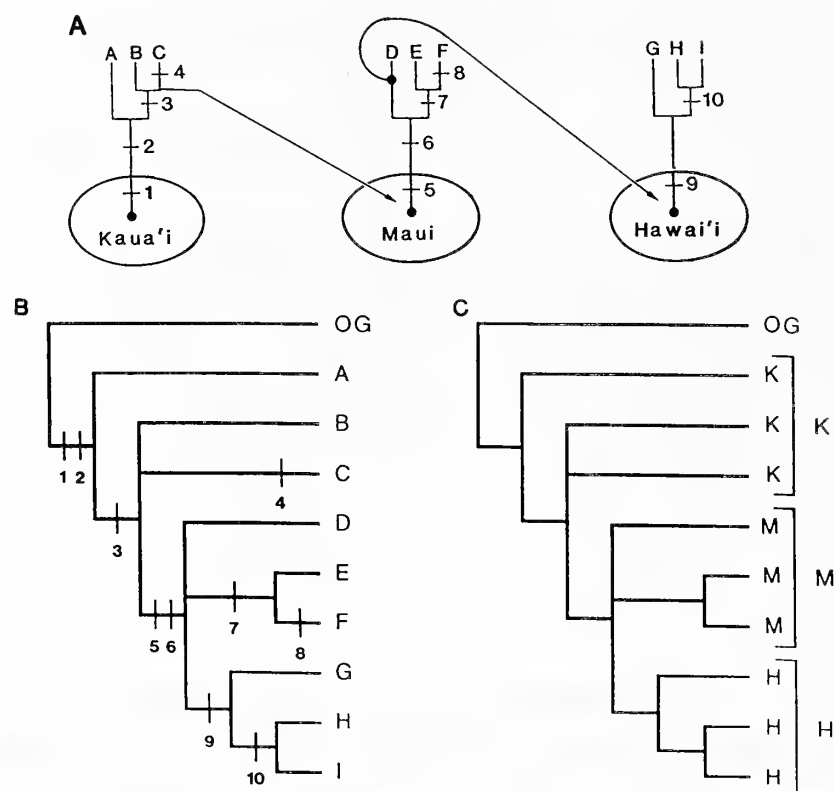 A
A B C
4
3
2
1
Kaua'i
D E F
8
7
6
5
Maui
G H I
10
9
Hawai'i
B
OG
A
B
C
D
E
F
G
H
I
1 2
3
4
5 6
7
8
9
10
C
OG
K
K
K
K
M
M
M
M
H
H
H
H